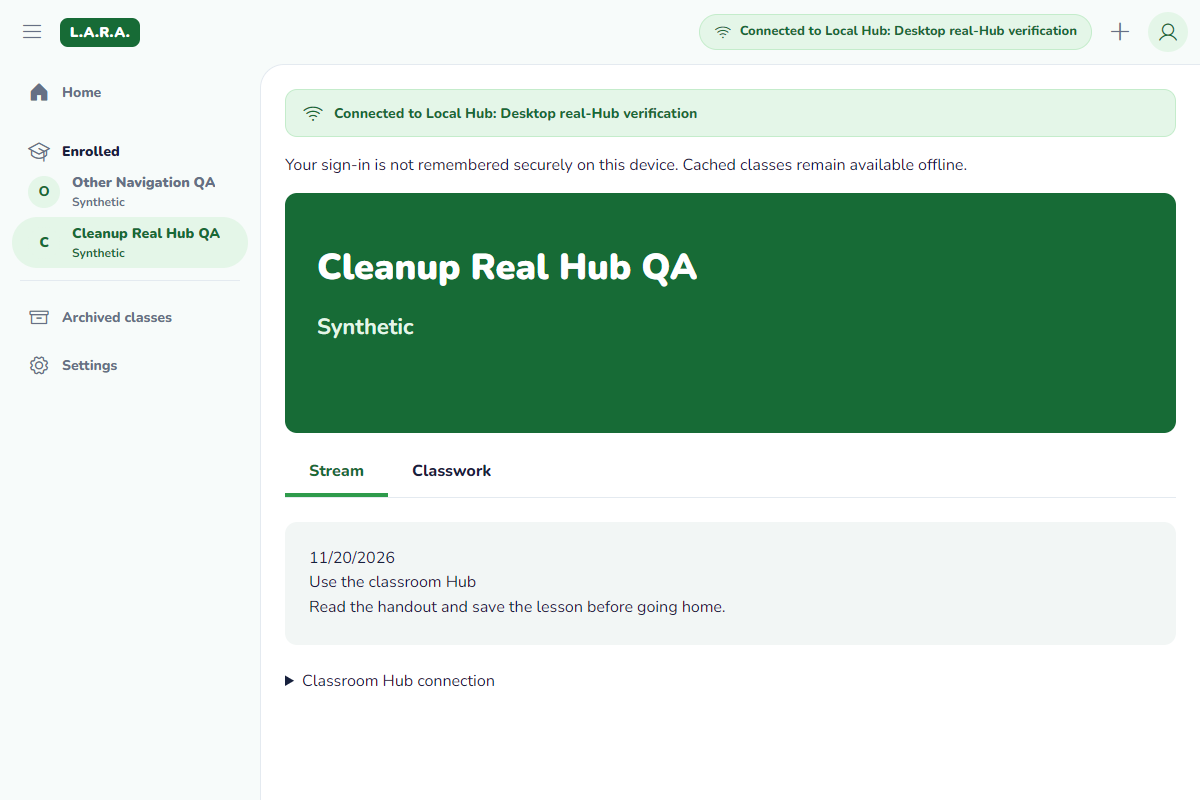 L.A.R.A.
Connected to Local Hub: Desktop real-Hub verification
Home
Enrolled
O
Other Navigation QA
Synthetic
C
Cleanup Real Hub QA
Synthetic
Archived classes
Settings
Connected to Local Hub: Desktop real-Hub verification
Your sign-in is not remembered securely on this device. Cached classes remain available offline.
Cleanup Real Hub QA
Synthetic
Stream
Classwork
11/20/2026
Use the classroom Hub
Read the handout and save the lesson before going home.
Classroom Hub connection